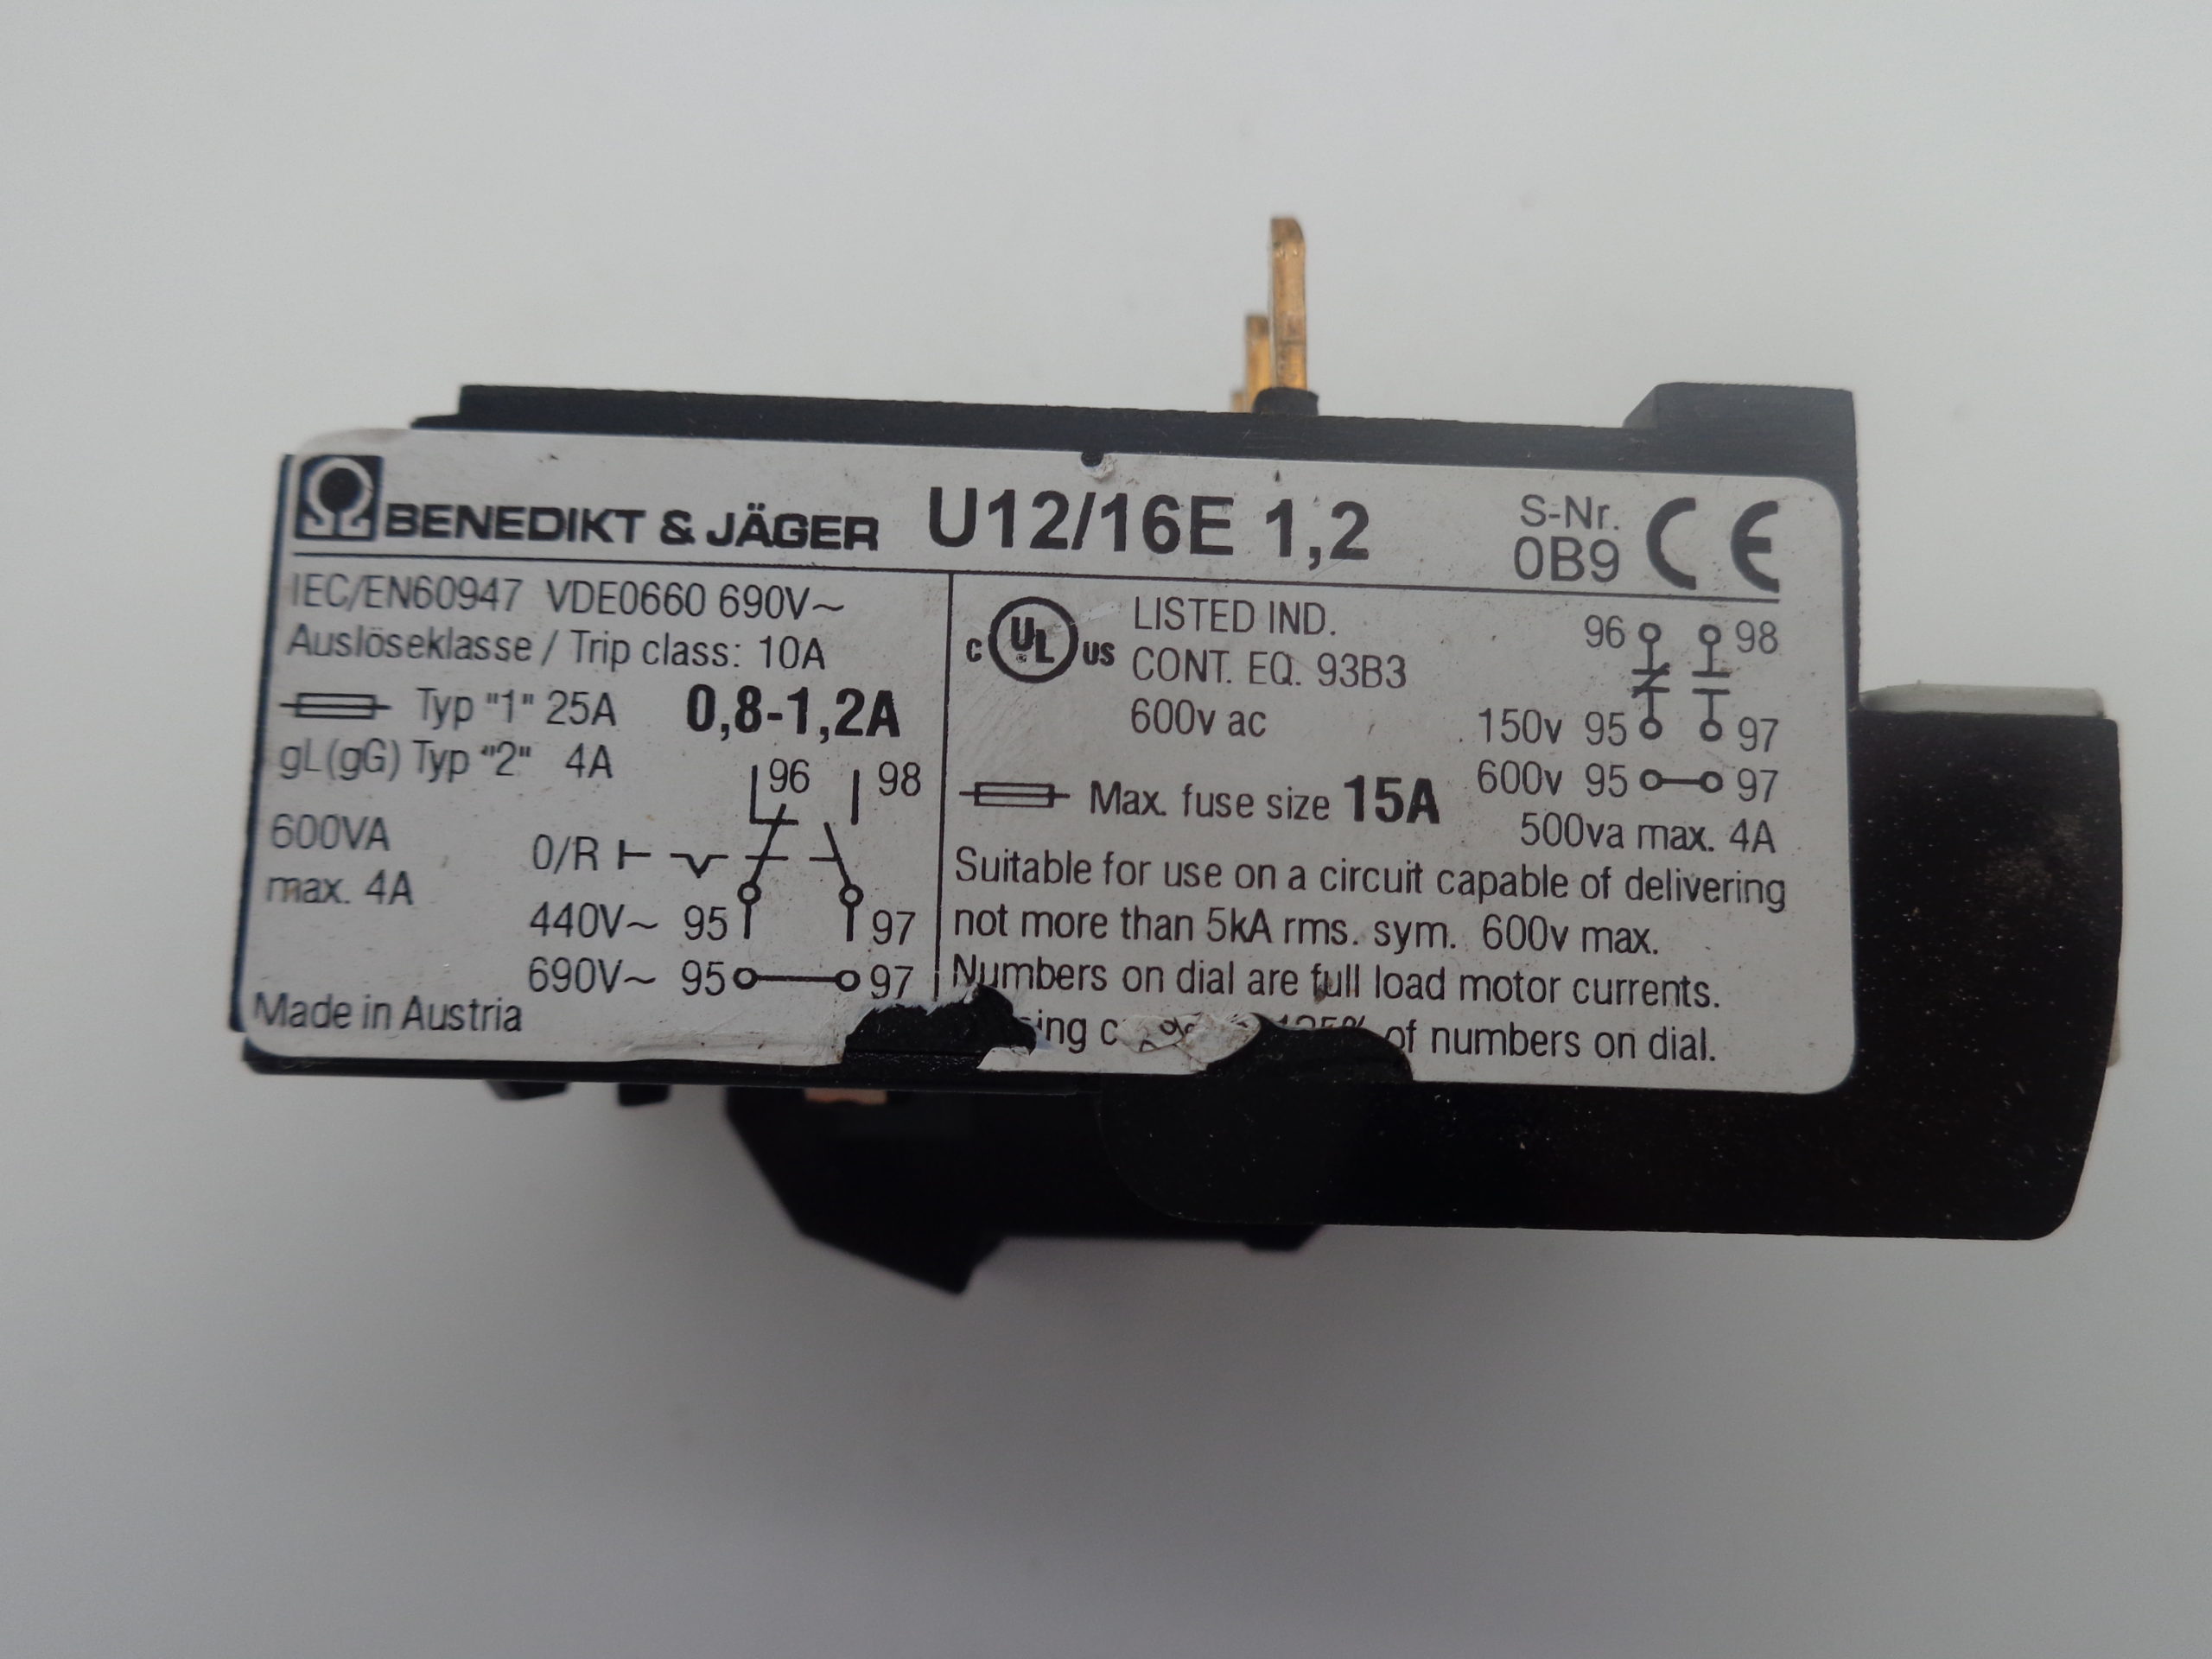 BENEDIKT & JÄGER U12/16E 1,2
S-Nr.
0B9 CE
IEC/EN60947 VDE0660 690V~
Auslöseklasse / Trip class: 10A
Typ "1" 25A 0,8-1,2A
gL(gG) Typ "2" 4A
96 98
600VA
max. 4A
0/R
440V~ 95 97
690V~ 95 97
Made in Austria
c UL us LISTED IND.
CONT. EQ. 93B3
600v ac
96 98
150v 95 97
600v 95 97
500va max. 4A
Max. fuse size 15A
Suitable for use on a circuit capable of delivering
not more than 5kA rms. sym. 600v max.
Numbers on dial are full load motor currents.
125% of numbers on dial.